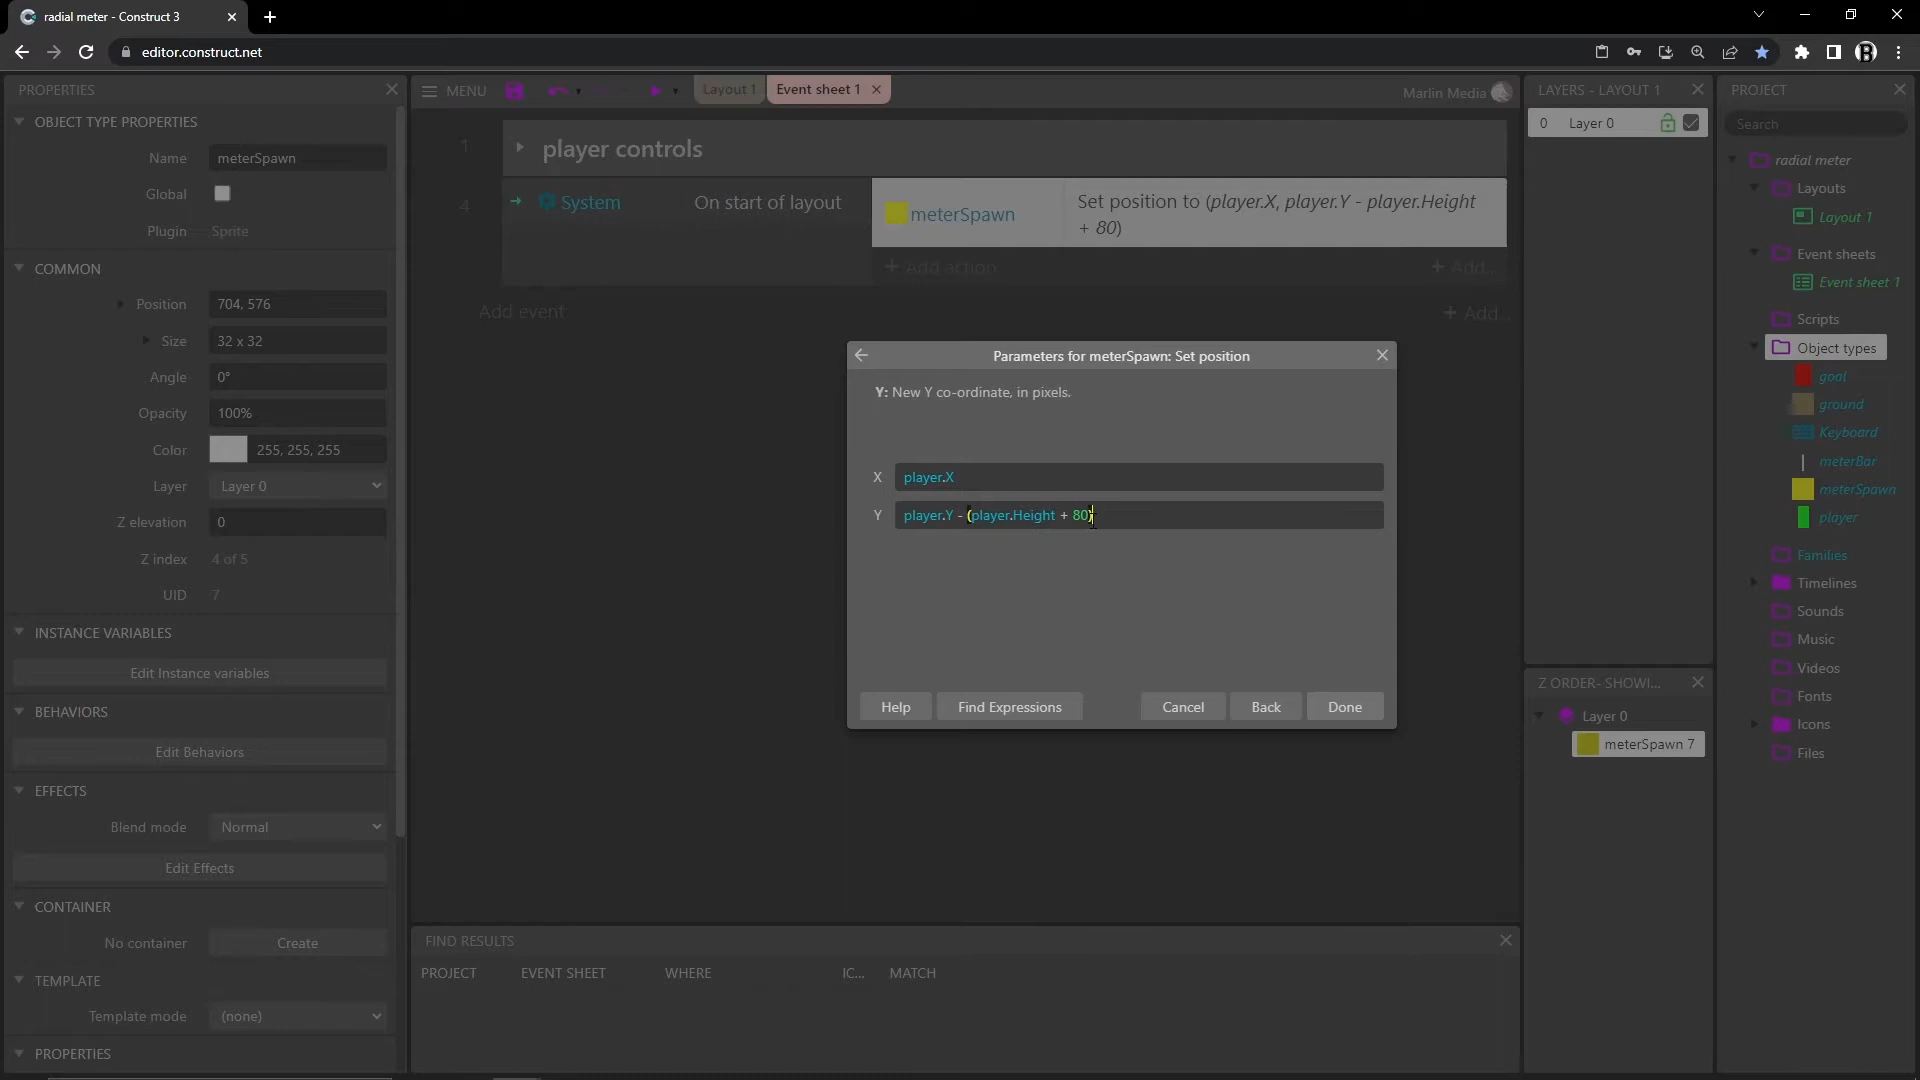 radial meter - Construct 3
editor.construct.net
PROPERTIES
OBJECT TYPE PROPERTIES
Name meterSpawn
Global
Plugin Sprite
COMMON
Position 704, 576
Size 32 x 32
Angle 0°
Opacity 100%
Color 255, 255, 255
Layer Layer 0
Z elevation 0
Z index 4 of 5
UID 7
INSTANCE VARIABLES
Edit Instance variables
BEHAVIORS
Edit Behaviors
EFFECTS
Blend mode Normal
Edit Effects
CONTAINER
No container Create
TEMPLATE
Template mode (none)
PROPERTIES
MENU
Layout 1
Event sheet 1
Marlin Media
1 player controls
4 System On start of layout
meterSpawn Set position to (player.X, player.Y - player.Height
+ 80)
+ Add action + Add...
Add event + Add...
Parameters for meterSpawn: Set position
Y: New Y co-ordinate, in pixels.
X player.X
Y player.Y - (player.Height + 80)
Help Find Expressions Cancel Back Done
FIND RESULTS
PROJECT EVENT SHEET WHERE IC... MATCH
LAYERS - LAYOUT 1
0 Layer 0
Z ORDER- SHOWI...
Layer 0
meterSpawn 7
PROJECT
Search
radial meter
Layouts
Layout 1
Event sheets
Event sheet 1
Scripts
Object types
goal
ground
Keyboard
meterBar
meterSpawn
player
Families
Timelines
Sounds
Music
Videos
Fonts
Icons
Files